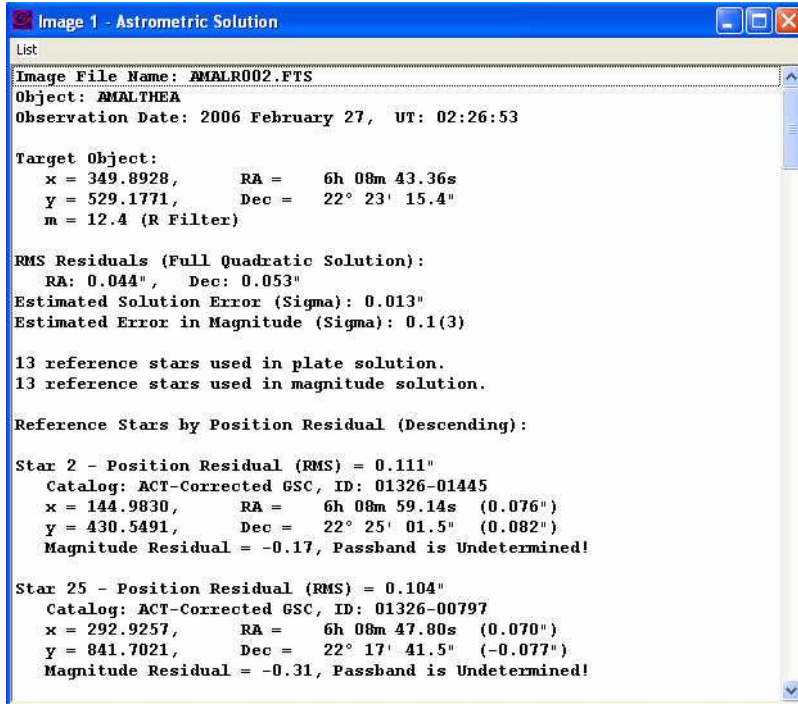 Image 1 - Astrometric Solution
List
Image File Name: AMALR002.FTS
Object: AMALTHEA
Observation Date: 2006 February 27, UT: 02:26:53
Target Object:
x = 349.8928, RA = 6h 08m 43.36s
y = 529.1771, Dec = 22° 23' 15.4"
m = 12.4 (R Filter)
RMS Residuals (Full Quadratic Solution):
RA: 0.044", Dec: 0.053"
Estimated Solution Error (Sigma): 0.013"
Estimated Error in Magnitude (Sigma): 0.1(3)
13 reference stars used in plate solution.
13 reference stars used in magnitude solution.
Reference Stars by Position Residual (Descending):
Star 2 - Position Residual (RMS) = 0.111"
Catalog: ACT-Corrected GSC, ID: 01326-01445
x = 144.9830, RA = 6h 08m 59.14s (0.076")
y = 430.5491, Dec = 22° 25' 01.5" (0.082")
Magnitude Residual = -0.17, Passband is Undetermined!
Star 25 - Position Residual (RMS) = 0.104"
Catalog: ACT-Corrected GSC, ID: 01326-00797
x = 292.9257, RA = 6h 08m 47.80s (0.070")
y = 841.7021, Dec = 22° 17' 41.5" (-0.077")
Magnitude Residual = -0.31, Passband is Undetermined!